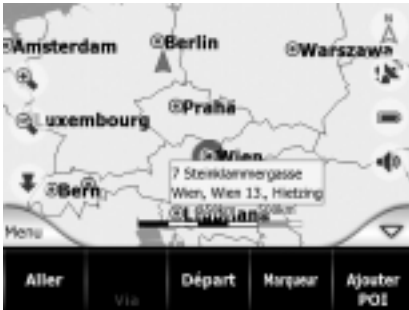 Amsterdam
Berlin
Warszawa
Luxembourg
Praha
Wien
7 Steinklammergasse
Wien, Wien 13., Hietzing
Bern
Menu
Aller
Via
Départ
Marqueur
Ajouter
POI